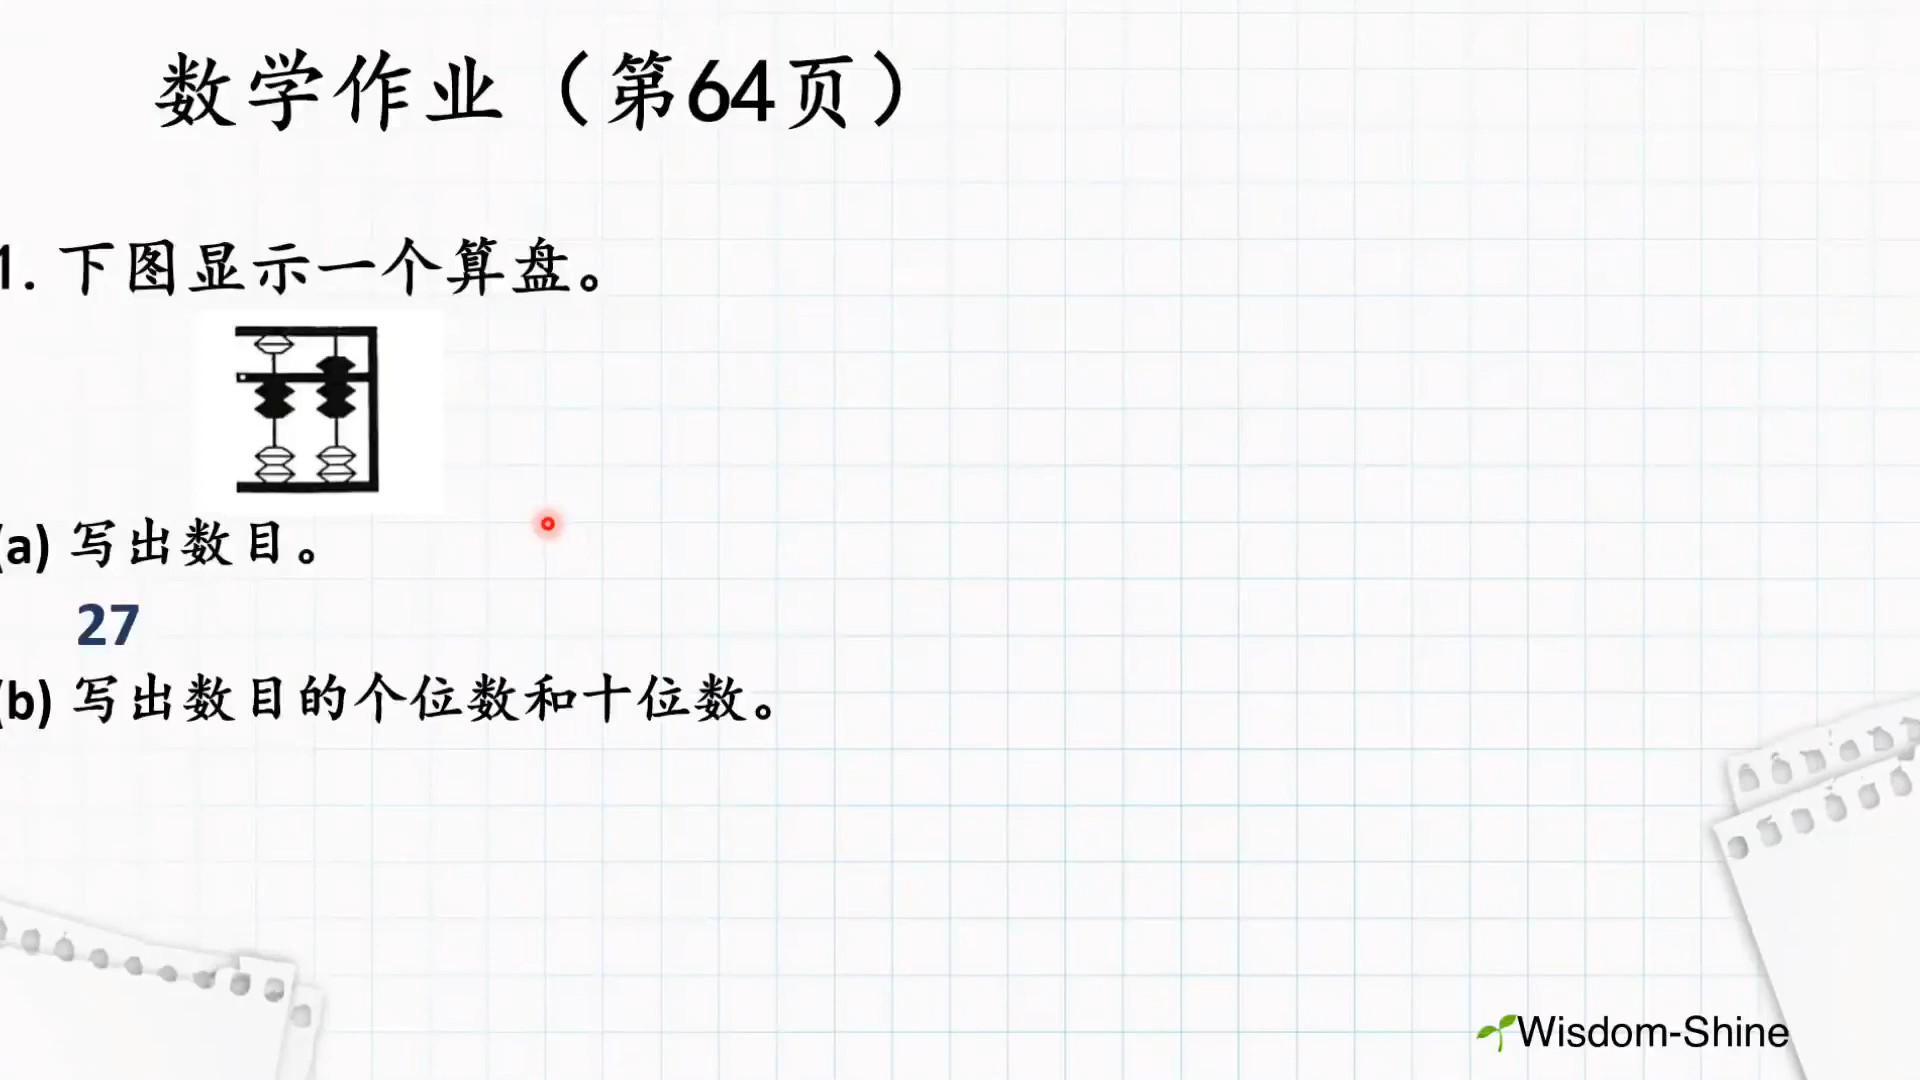 数学作业（第64页）
1. 下图显示一个算盘。
(a) 写出数目。
27
(b) 写出数目的个位数和十位数。
Wisdom-Shine